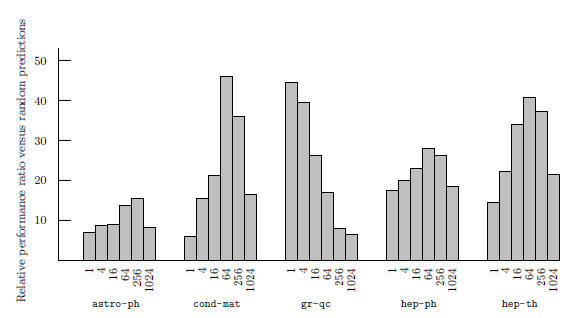 Relative performance ratio versus random predictions
50
40
30
20
10
1 4 16 64 256 1024 1 4 16 64 256 1024 1 4 16 64 256 1024 1 4 16 64 256 1024 1 4 16 64 256 1024
astro-ph cond-mat gr-qc hep-ph hep-th